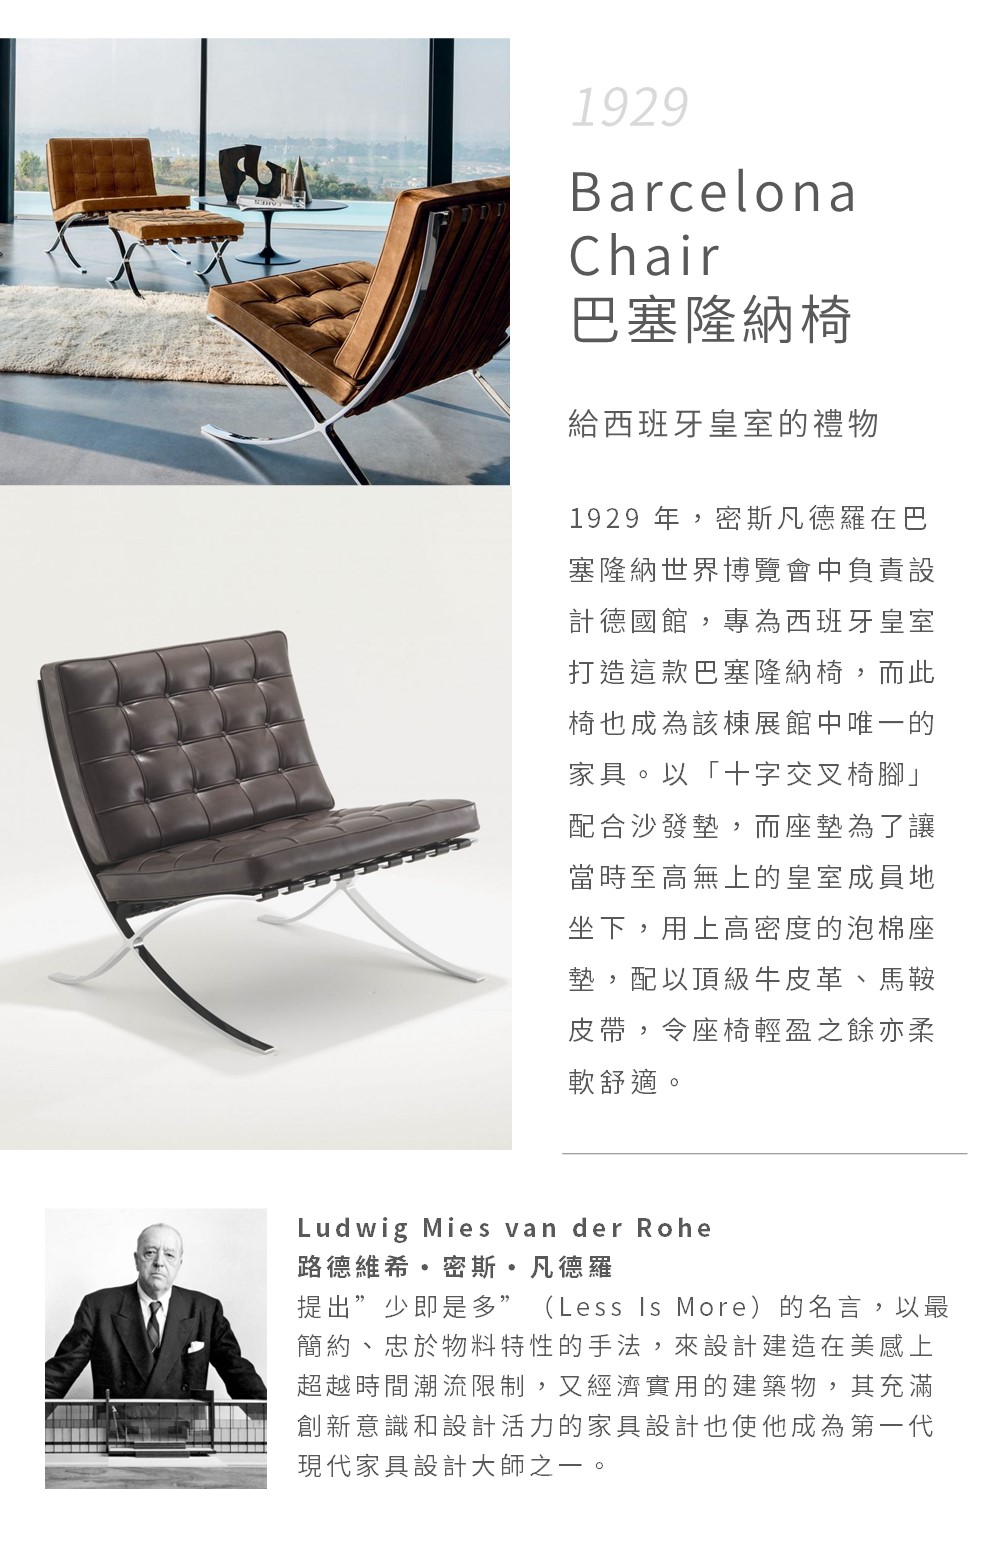 1929
Barcelona
Chair
巴塞隆納椅
給西班牙皇室的禮物
1929 年，密斯凡德羅在巴
塞隆納世界博覽會中負責設
計德國館，專為西班牙皇室
打造這款巴塞隆納椅，而此
椅也成為該棟展館中唯一的
家具。以「十字交叉椅腳」
配合沙發墊，而座墊為了讓
當時至高無上的皇室成員地
坐下，用上高密度的泡棉座
墊，配以頂級牛皮革、馬鞍
皮帶，令座椅輕盈之餘亦柔
軟舒適。
Ludwig Mies van der Rohe
路德維希·密斯·凡德羅
提出”少即是多”（Less Is More）的名言，以最
簡約、忠於物料特性的手法，來設計建造在美感上
超越時間潮流限制，又經濟實用的建築物，其充滿
創新意識和設計活力的家具設計也使他成為第一代
現代家具設計大師之一。